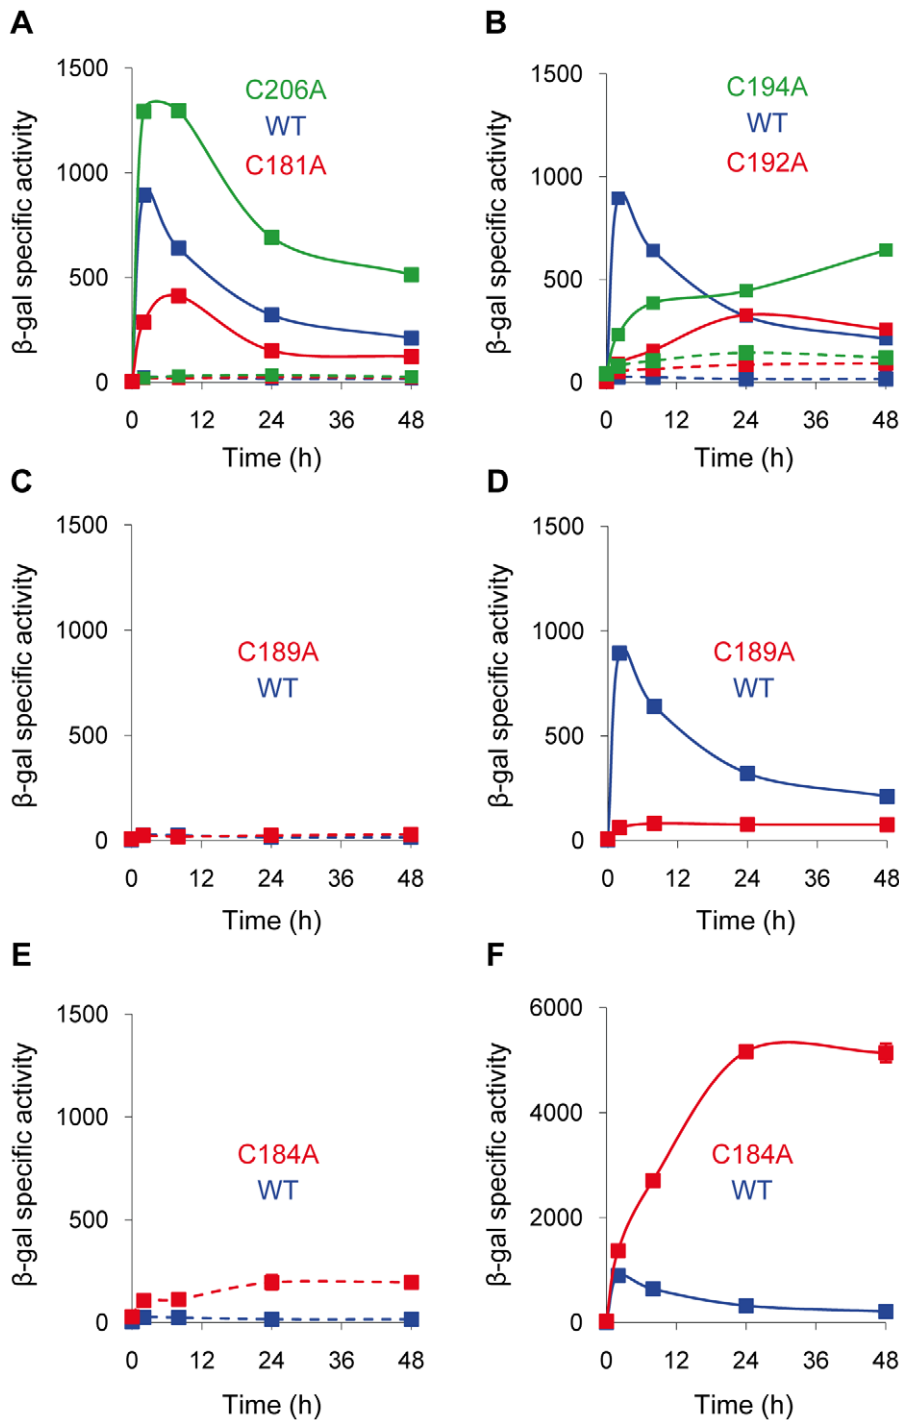 A
β-gal specific activity
1500
1000
500
0
C206A
WT
C181A
0 12 24 36 48
Time (h)
B
β-gal specific activity
1500
1000
500
0
C194A
WT
C192A
0 12 24 36 48
Time (h)
C
β-gal specific activity
1500
1000
500
0
C189A
WT
0 12 24 36 48
Time (h)
D
β-gal specific activity
1500
1000
500
0
C189A
WT
0 12 24 36 48
Time (h)
E
β-gal specific activity
1500
1000
500
0
C184A
WT
0 12 24 36 48
Time (h)
F
β-gal specific activity
6000
4000
2000
0
C184A
WT
0 12 24 36 48
Time (h)